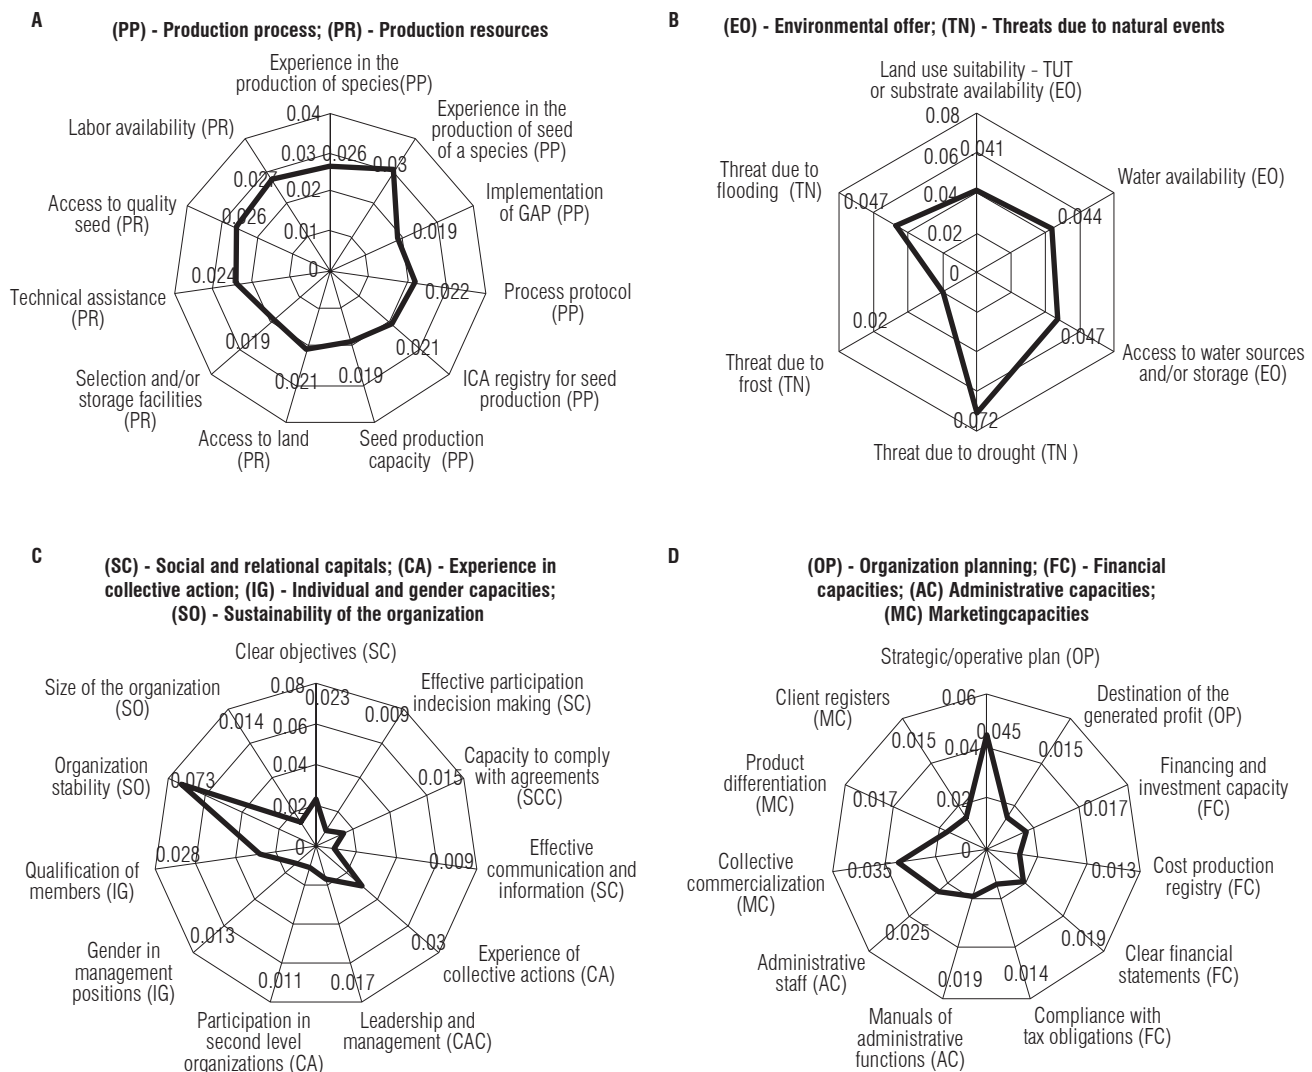 A
(PP) - Production process; (PR) - Production resources
Experience in the
production of species(PP)
Experience in the
production of seed
of a species (PP)
Implementation
of GAP (PP)
Process protocol
(PP)
ICA registry for seed
production (PP)
Seed production
capacity (PP)
Access to land
(PR)
Selection and/or
storage facilities
(PR)
Technical assistance
(PR)
Access to quality
seed (PR)
Labor availability (PR)
0.04
0.03
0.02
0.01
0
0.026
0.03
0.019
0.022
0.021
0.019
0.021
0.019
0.024
0.026
0.027
B
(EO) - Environmental offer; (TN) - Threats due to natural events
Land use suitability - TUT
or substrate availability (EO)
Water availability (EO)
Access to water sources
and/or storage (EO)
Threat due to drought (TN )
Threat due to
frost (TN)
Threat due to
flooding (TN)
0.08
0.06
0.04
0.02
0
0.041
0.044
0.047
0.072
0.02
0.047
C
(SC) - Social and relational capitals; (CA) - Experience in
collective action; (IG) - Individual and gender capacities;
(SO) - Sustainability of the organization
Clear objectives (SC)
Effective participation
indecision making (SC)
Capacity to comply
with agreements
(SCC)
Effective
communication and
information (SC)
Experience of
collective actions (CA)
Leadership and
management (CAC)
Participation in
second level
organizations (CA)
Gender in
management
positions (IG)
Qualification of
members (IG)
Organization
stability (SO)
Size of the organization
(SO)
0.08
0.06
0.04
0.02
0
0.023
0.009
0.015
0.009
0.03
0.017
0.011
0.013
0.028
0.073
0.014
D
(OP) - Organization planning; (FC) - Financial
capacities; (AC) Administrative capacities;
(MC) Marketingcapacities
Strategic/operative plan (OP)
Destination of the
generated profit (OP)
Financing and
investment capacity
(FC)
Cost production
registry (FC)
Clear financial
statements (FC)
Compliance with
tax obligations (FC)
Manuals of
administrative
functions (AC)
Administrative
staff (AC)
Collective
commercialization
(MC)
Product
differentiation
(MC)
Client registers
(MC)
0.06
0.04
0.02
0
0.045
0.015
0.017
0.013
0.019
0.014
0.019
0.025
0.035
0.017
0.015